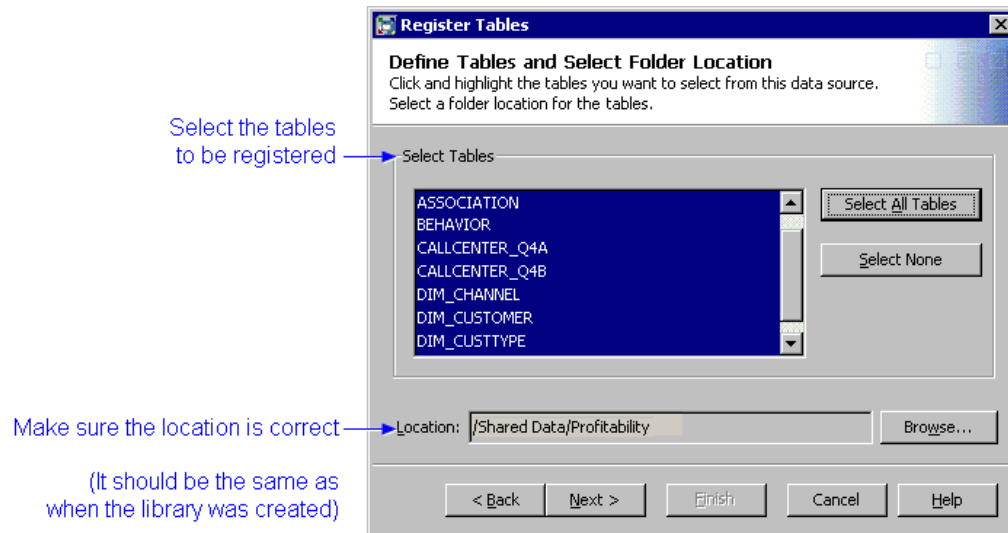 Register Tables
Define Tables and Select Folder Location
Click and highlight the tables you want to select from this data source.
Select a folder location for the tables.
Select the tables
to be registered
Select Tables
ASSOCIATION
BEHAVIOR
CALLCENTER_Q4A
CALLCENTER_Q4B
DIM_CHANNEL
DIM_CUSTOMER
DIM_CUSTTYPE
Select All Tables
Select None
Make sure the location is correct
Location: /Shared Data/Profitability Browse...
(It should be the same as
when the library was created)
< Back Next > Finish Cancel Help